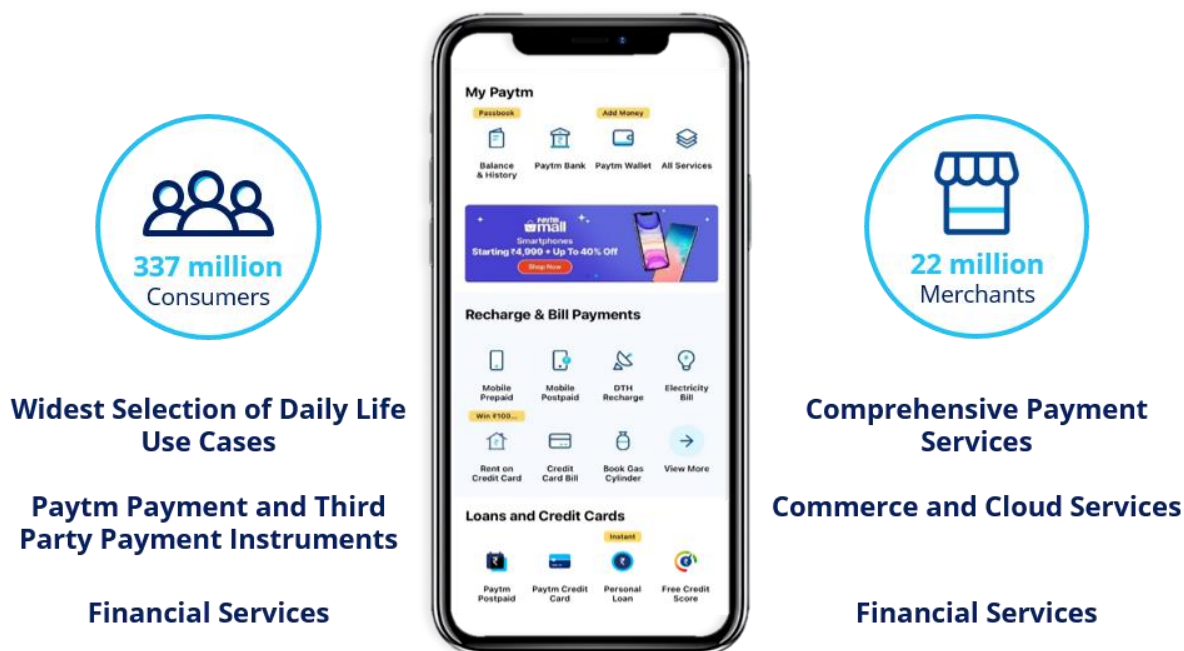 337 million
Consumers
Widest Selection of Daily Life
Use Cases
Paytm Payment and Third
Party Payment Instruments
Financial Services
My Paytm
Passbook
Add Money
Balance
& History
Paytm Bank
Paytm Wallet
All Services
paytm
mall
Smartphones
Starting ₹4,999 + Up To 40% Off
Shop Now
Recharge & Bill Payments
Mobile
Prepaid
Mobile
Postpaid
DTH
Recharge
Electricity
Bill
Win ₹100...
Rent on
Credit Card
Credit
Card Bill
Book Gas
Cylinder
View More
Loans and Credit Cards
Instant
Paytm
Postpaid
Paytm Credit
Card
Personal
Loan
Free Credit
Score
22 million
Merchants
Comprehensive Payment
Services
Commerce and Cloud Services
Financial Services